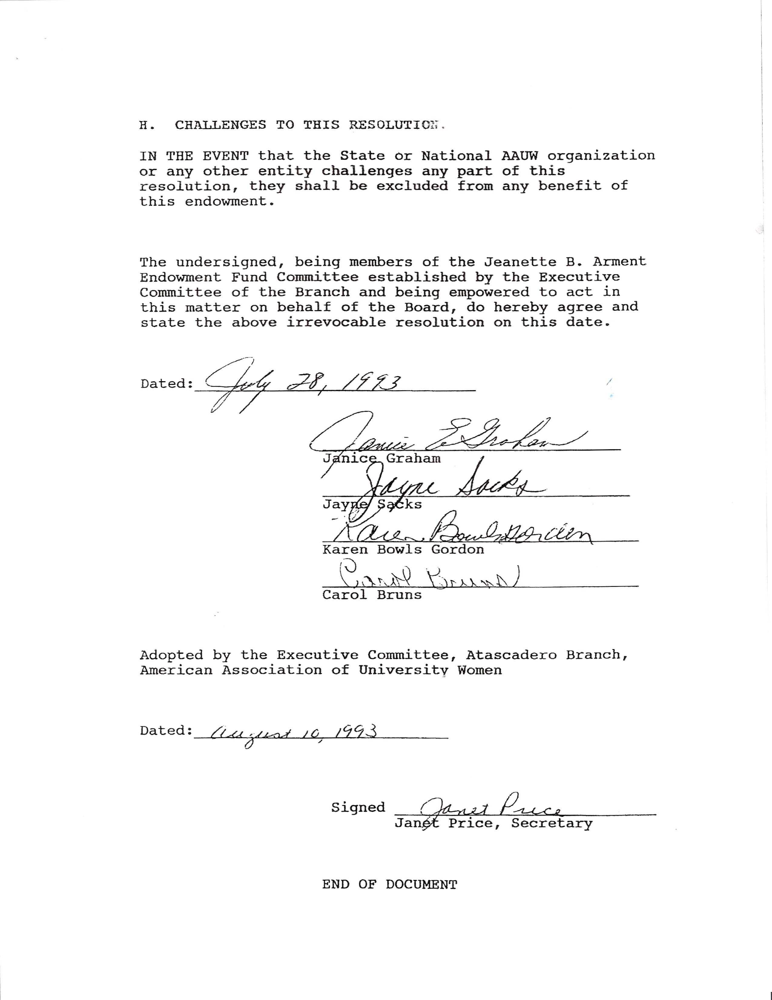 H. CHALLENGES TO THIS RESOLUTION.
IN THE EVENT that the State or National AAUW organization
or any other entity challenges any part of this
resolution, they shall be excluded from any benefit of
this endowment.
The undersigned, being members of the Jeanette B. Arment
Endowment Fund Committee established by the Executive
Committee of the Branch and being empowered to act in
this matter on behalf of the Board, do hereby agree and
state the above irrevocable resolution on this date.
Dated: July 28, 1993
Janice E Graham
Janice Graham
Jayne Sacks
Jayne Sacks
Karen Bowls Gordon
Karen Bowls Gordon
Carol Bruns
Carol Bruns
Adopted by the Executive Committee, Atascadero Branch,
American Association of University Women
Dated: August 10, 1993
Signed Janet Price
Janet Price, Secretary
END OF DOCUMENT